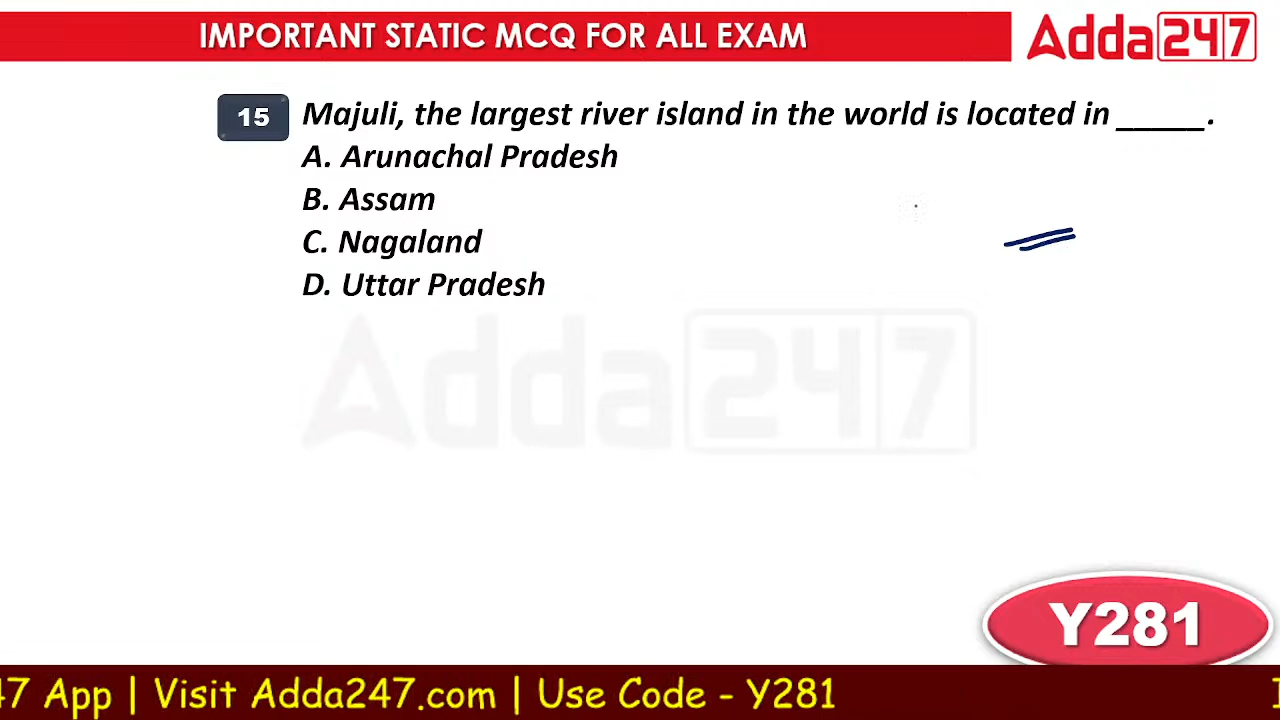 IMPORTANT STATIC MCQ FOR ALL EXAM
Adda247
15
Majuli, the largest river island in the world is located in _____.
A. Arunachal Pradesh
B. Assam
C. Nagaland
D. Uttar Pradesh
Adda247
Y281
47 App | Visit Adda247.com | Use Code - Y281